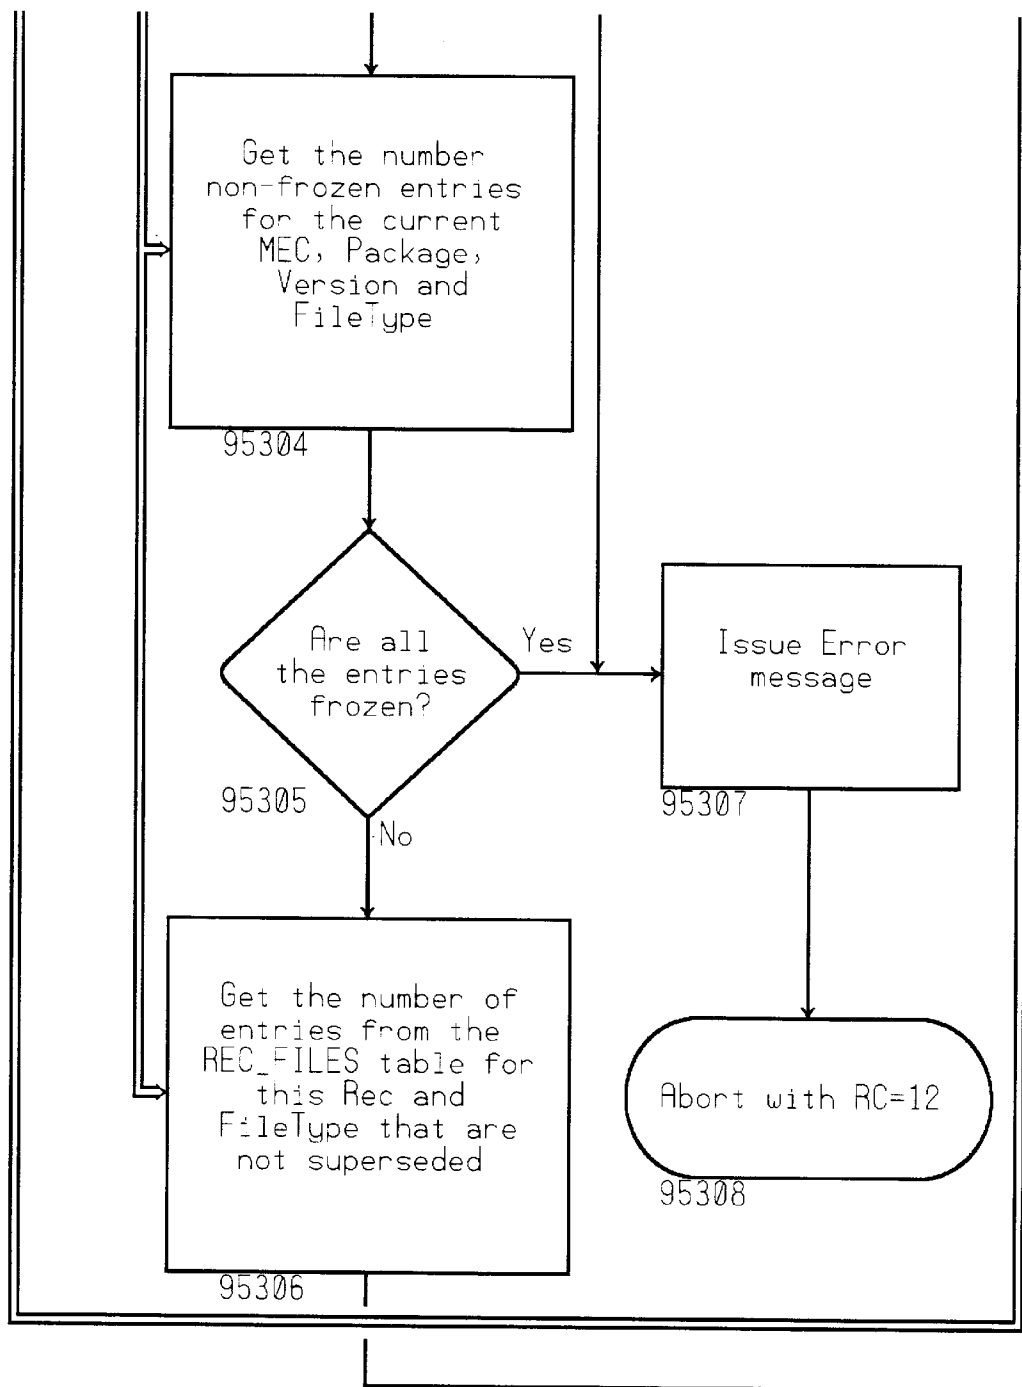 Get the number
non-frozen entries
for the current
MEC, Package,
Version and
FileType
95304
Are all
the entries
frozen?
Yes
95305
No
Issue Error
message
95307
Get the number of
entries from the
REC_FILES table for
this Rec and
FileType that are
not superseded
95306
Abort with RC=12
95308